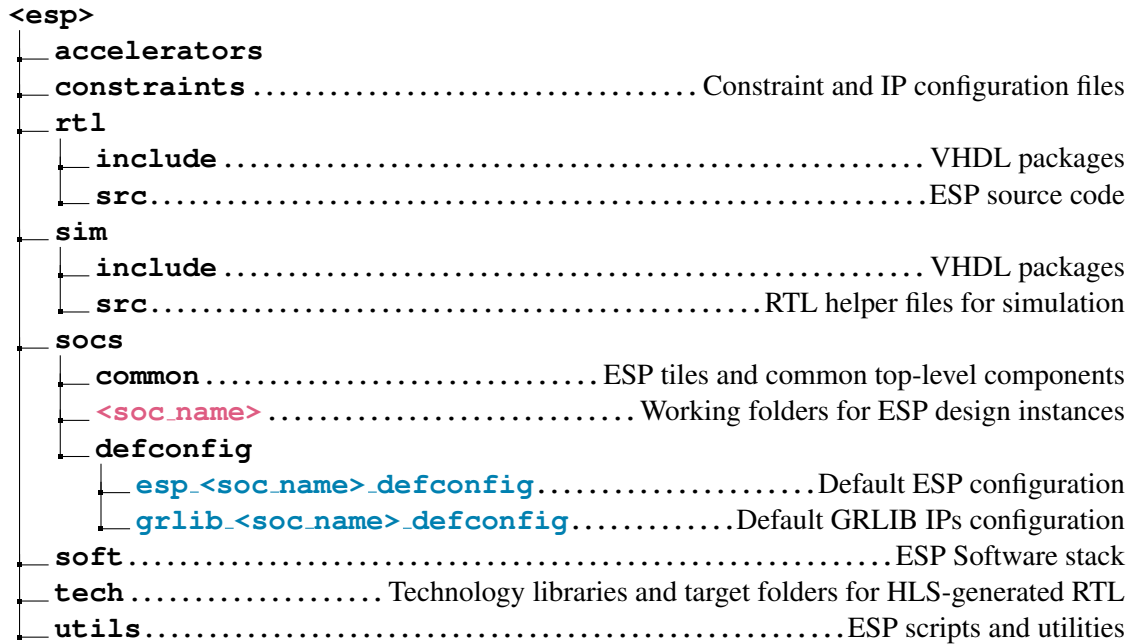 <esp>
accelerators
constraints ................................. Constraint and IP configuration files
rtl
include .................................................... VHDL packages
src..........................................................ESP source code
sim
include .................................................... VHDL packages
src..............................................RTL helper files for simulation
socs
common ............................. ESP tiles and common top-level components
<soc_name> ........................... Working folders for ESP design instances
defconfig
esp_<soc_name>_defconfig.....................Default ESP configuration
grlib_<soc_name>_defconfig.............Default GRLIB IPs configuration
soft.........................................................ESP Software stack
tech ................... Technology libraries and target folders for HLS-generated RTL
utils....................................................ESP scripts and utilities